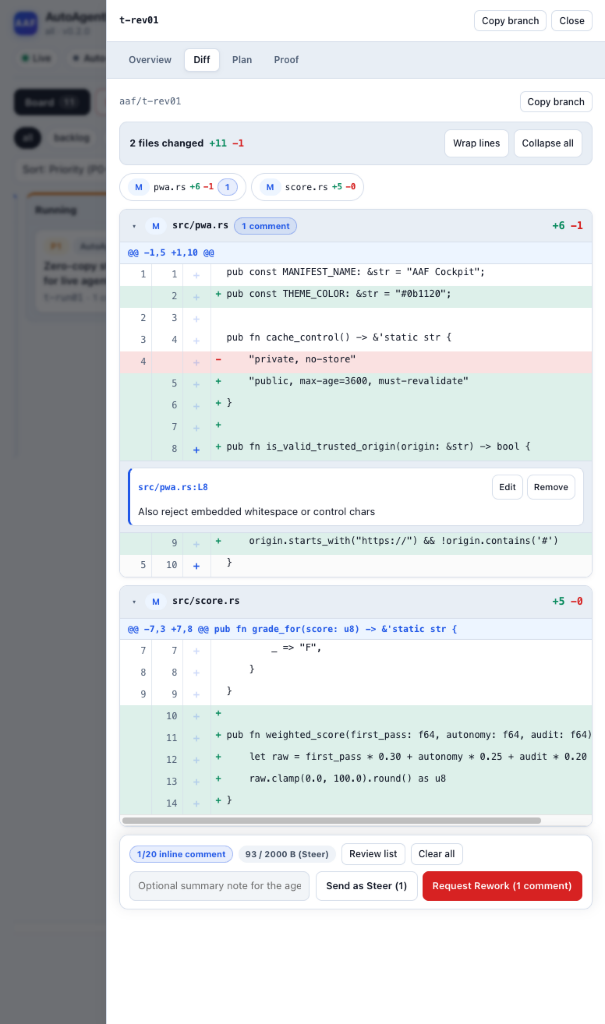 AAF AutoAgent
Live Auto
Board 11
all backlog
Sort: Priority (P0
Running
#1
Zero-copy s
for live agen
t-run01
t-rev01 Copy branch Close
Overview Diff Plan Proof
aaf/t-rev01 Copy branch
2 files changed +11 −1 Wrap lines Collapse all
M pwa.rs +6 −1 1 M score.rs +5 −0
▾ M src/pwa.rs 1 comment +6 −1
@@ −1,5 +1,10 @@
1 1 + pub const MANIFEST_NAME: &str = "AAF Cockpit";
2 + + pub const THEME_COLOR: &str = "#0b1120";
2 3 +
3 4 + pub fn cache_control() -> &'static str {
4 + − "private, no-store"
5 + + "public, max-age=3600, must-revalidate"
6 + + }
7 + +
8 + + pub fn is_valid_trusted_origin(origin: &str) -> bool {
src/pwa.rs:L8 Edit Remove
Also reject embedded whitespace or control chars
9 + + origin.starts_with("https://") && !origin.contains('#')
5 10 + }
▾ M src/score.rs +5 −0
@@ −7,3 +7,8 @@ pub fn grade_for(score: u8) -> &'static str {
7 7 + _ => "F",
8 8 + }
9 9 + }
10 + +
11 + + pub fn weighted_score(first_pass: f64, autonomy: f64, audit: f64)
12 + + let raw = first_pass * 0.30 + autonomy * 0.25 + audit * 0.20
13 + + raw.clamp(0.0, 100.0).round() as u8
14 + + }
1/20 inline comment 93 / 2000 B (Steer) Review list Clear all
Optional summary note for the age Send as Steer (1) Request Rework (1 comment)